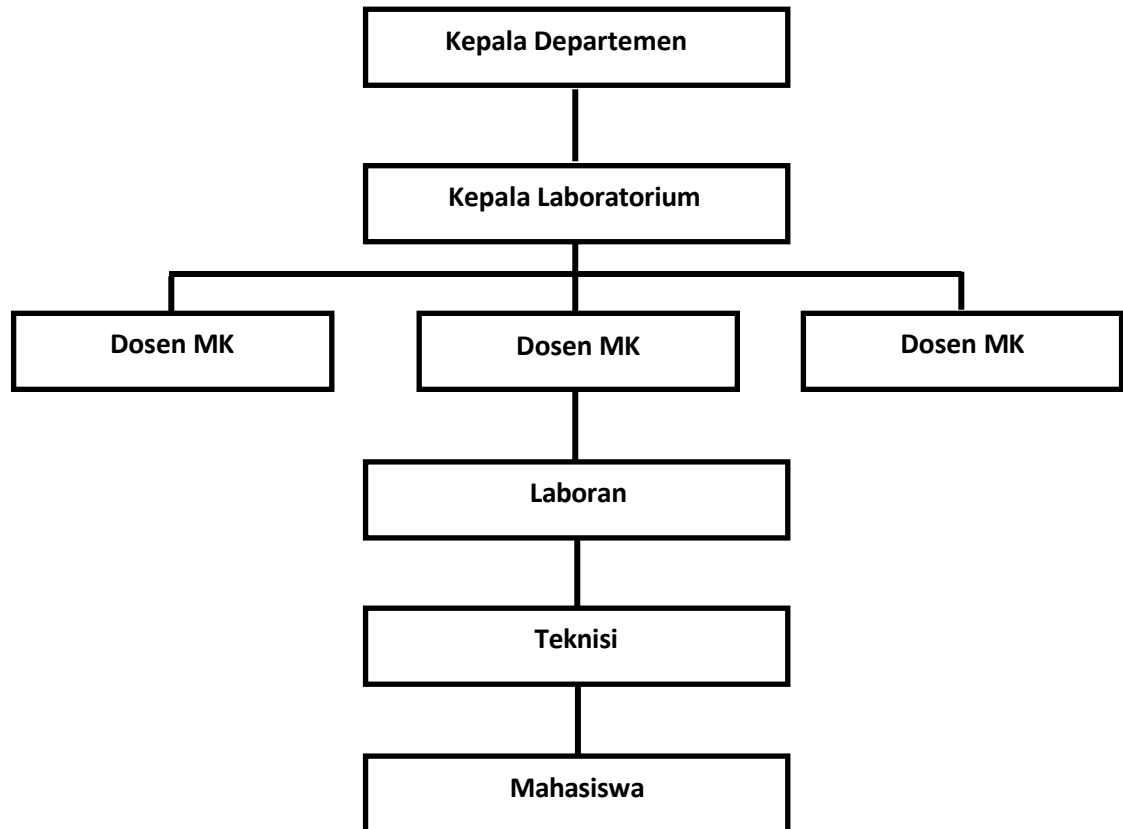 Kepala Departemen
Kepala Laboratorium
Dosen MK
Dosen MK
Dosen MK
Laboran
Teknisi
Mahasiswa